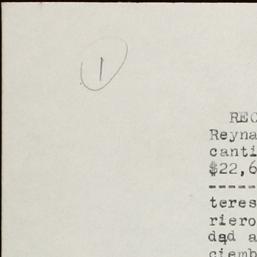 1
REC
Reyna
canti
$22,6
-----
teres
riero
dad a
ciemb